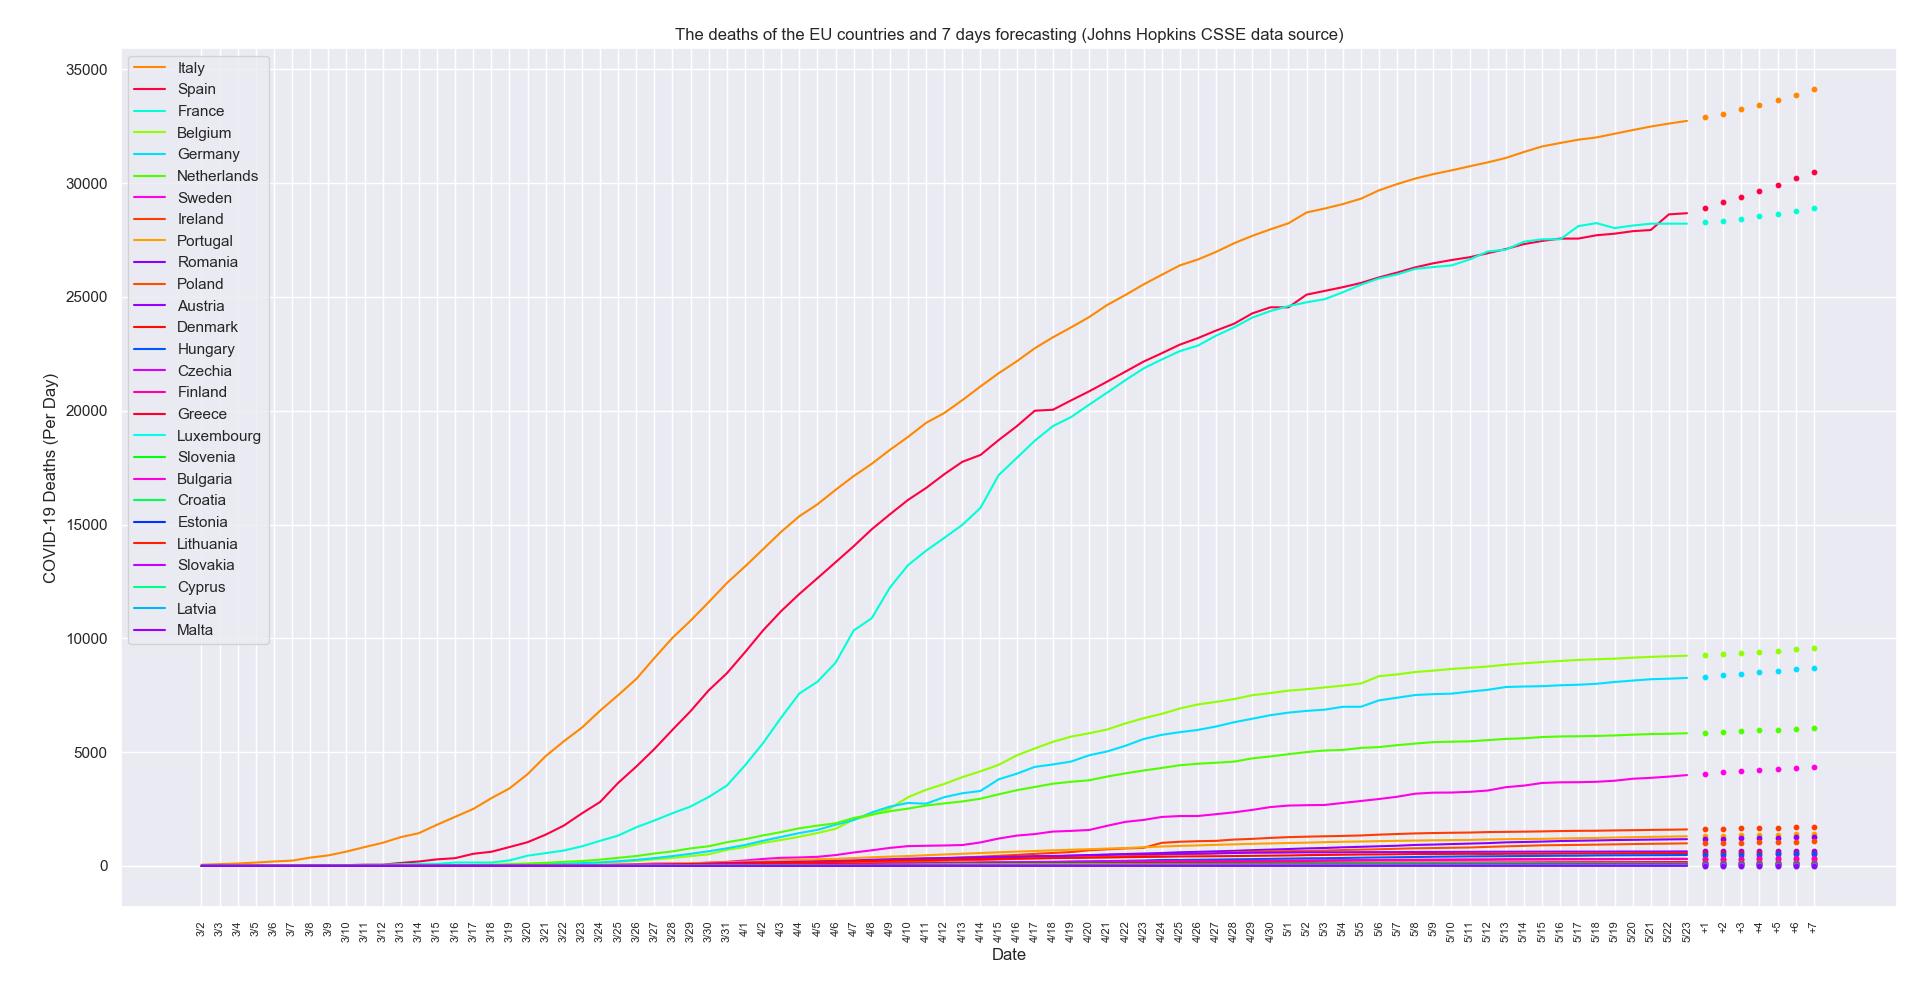 The deaths of the EU countries and 7 days forecasting (Johns Hopkins CSSE data source)
Italy
Spain
France
Belgium
Germany
Netherlands
Sweden
Ireland
Portugal
Romania
Poland
Austria
Denmark
Hungary
Czechia
Finland
Greece
Luxembourg
Slovenia
Bulgaria
Croatia
Estonia
Lithuania
Slovakia
Cyprus
Latvia
Malta
COVID-19 Deaths (Per Day)
35000
30000
25000
20000
15000
10000
5000
0
3/2 3/3 3/4 3/5 3/6 3/7 3/8 3/9 3/10 3/11 3/12 3/13 3/14 3/15 3/16 3/17 3/18 3/19 3/20 3/21 3/22 3/23 3/24 3/25 3/26 3/27 3/28 3/29 3/30 3/31 4/1 4/2 4/3 4/4 4/5 4/6 4/7 4/8 4/9 4/10 4/11 4/12 4/13 4/14 4/15 4/16 4/17 4/18 4/19 4/20 4/21 4/22 4/23 4/24 4/25 4/26 4/27 4/28 4/29 4/30 5/1 5/2 5/3 5/4 5/5 5/6 5/7 5/8 5/9 5/10 5/11 5/12 5/13 5/14 5/15 5/16 5/17 5/18 5/19 5/20 5/21 5/22 5/23 +1 +2 +3 +4 +5 +6 +7
Date